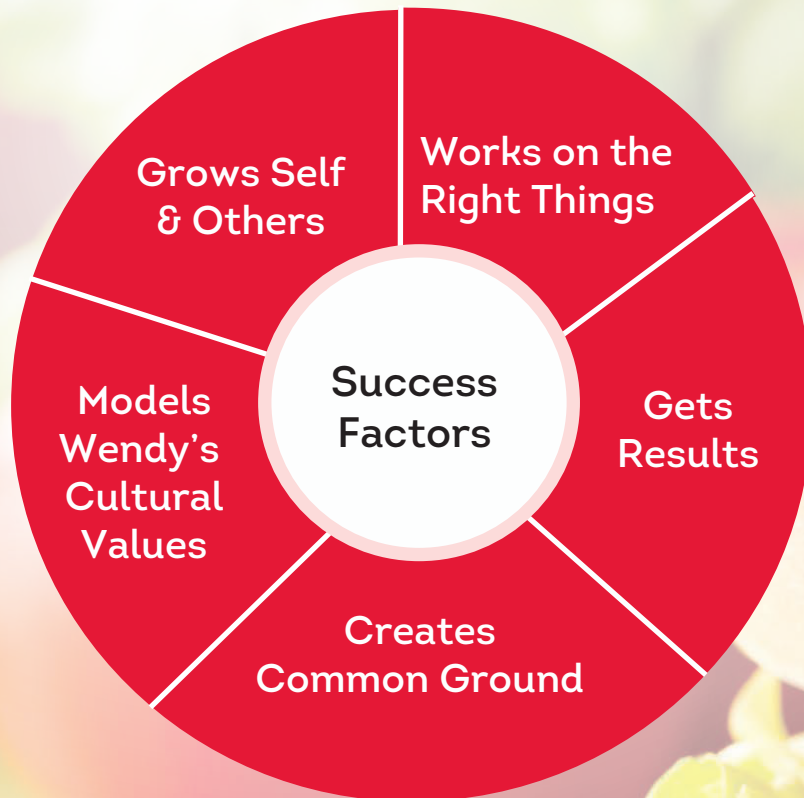 Success
Factors
Works on the
Right Things
Gets
Results
Creates
Common Ground
Models
Wendy’s
Cultural
Values
Grows Self
& Others